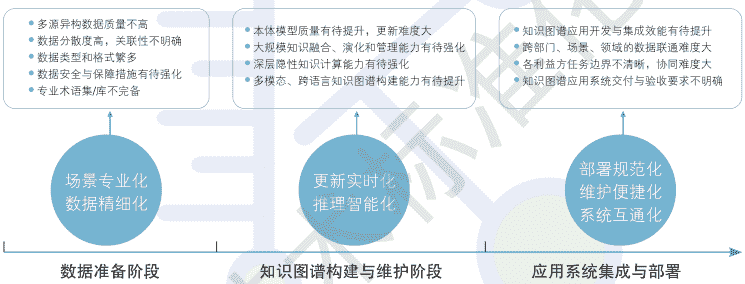 多源异构数据质量不高
数据分散度高，关联性不明确
数据类型和格式繁多
数据安全与保障措施有待强化
专业术语集/库不完备
本体模型质量有待提升，更新难度大
大规模知识融合、演化和管理能力有待强化
深层隐性知识计算能力有待强化
多模态、跨语言知识图谱构建能力有待提升
知识图谱应用开发与集成效能有待提升
跨部门、场景、领域的数据联通难度大
各利益方任务边界不清晰，协同难度大
知识图谱应用系统交付与验收要求不明确
场景专业化
数据精细化
更新实时化
推理智能化
部署规范化
维护便捷化
系统互通化
数据准备阶段
知识图谱构建与维护阶段
应用系统集成与部署